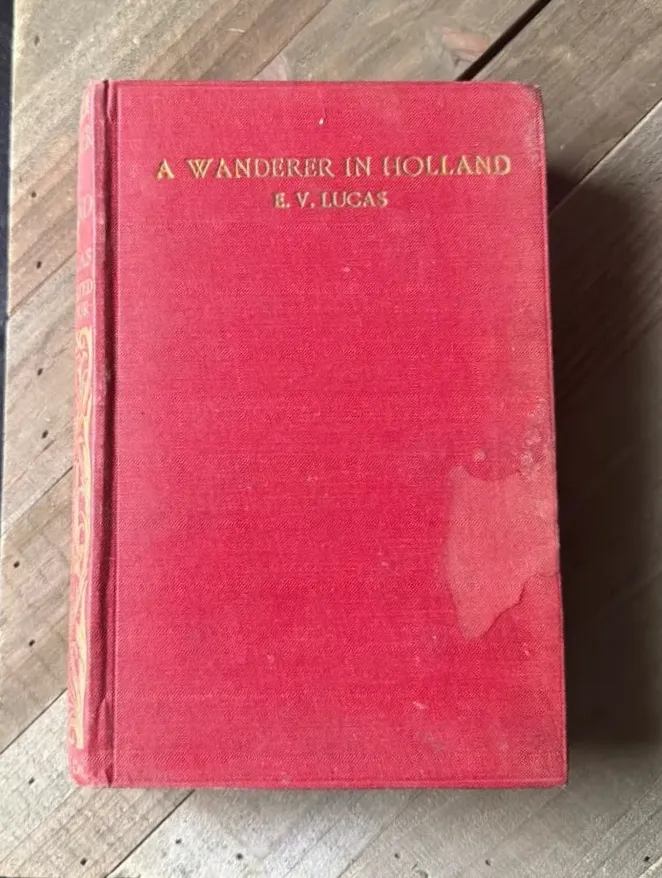 A WANDERER IN HOLLAND
E. V. LUCAS